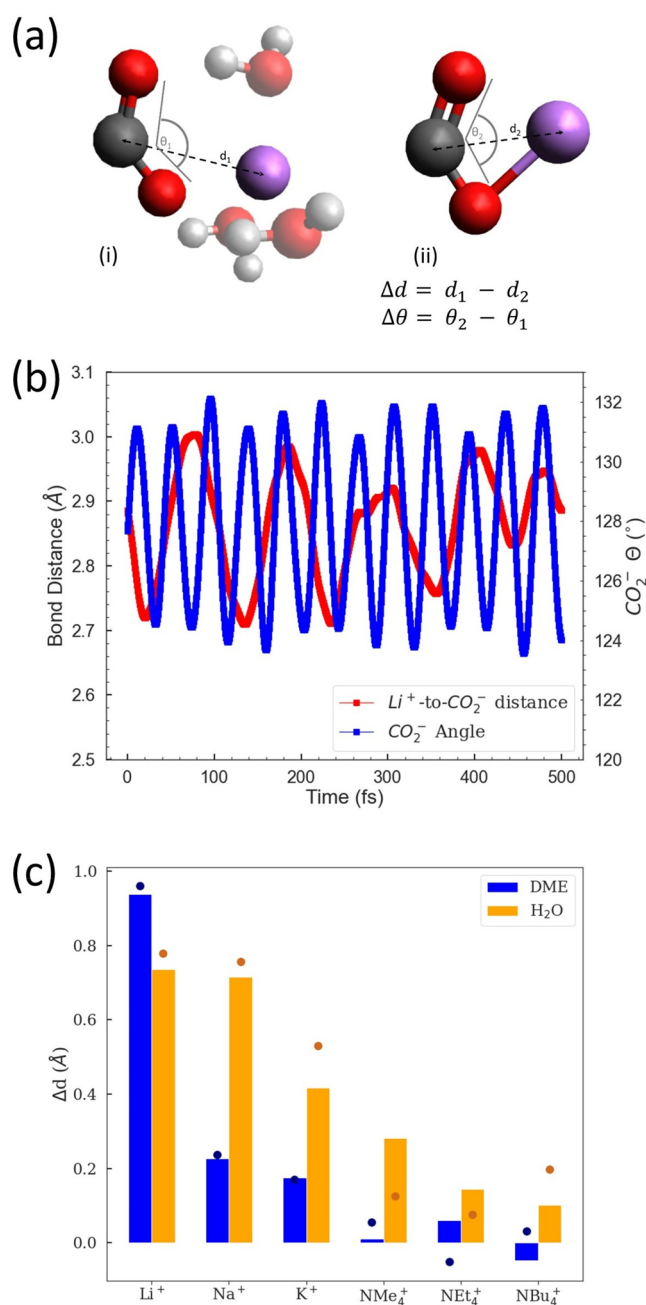 (a)
θ1
d1
θ2
d2
(i)
(ii)
Δd = d1 − d2
Δθ = θ2 − θ1
(b)
3.1
3.0
2.9
2.8
2.7
2.6
2.5
Bond Distance (Å)
132
130
128
126
124
122
120
CO2− Θ (°)
Li+-to-CO2− distance
CO2− Angle
0
100
200
300
400
500
Time (fs)
(c)
1.0
0.8
0.6
0.4
0.2
0.0
Δd (Å)
DME
H2O
Li+
Na+
K+
NMe4+
NEt4+
NBu4+